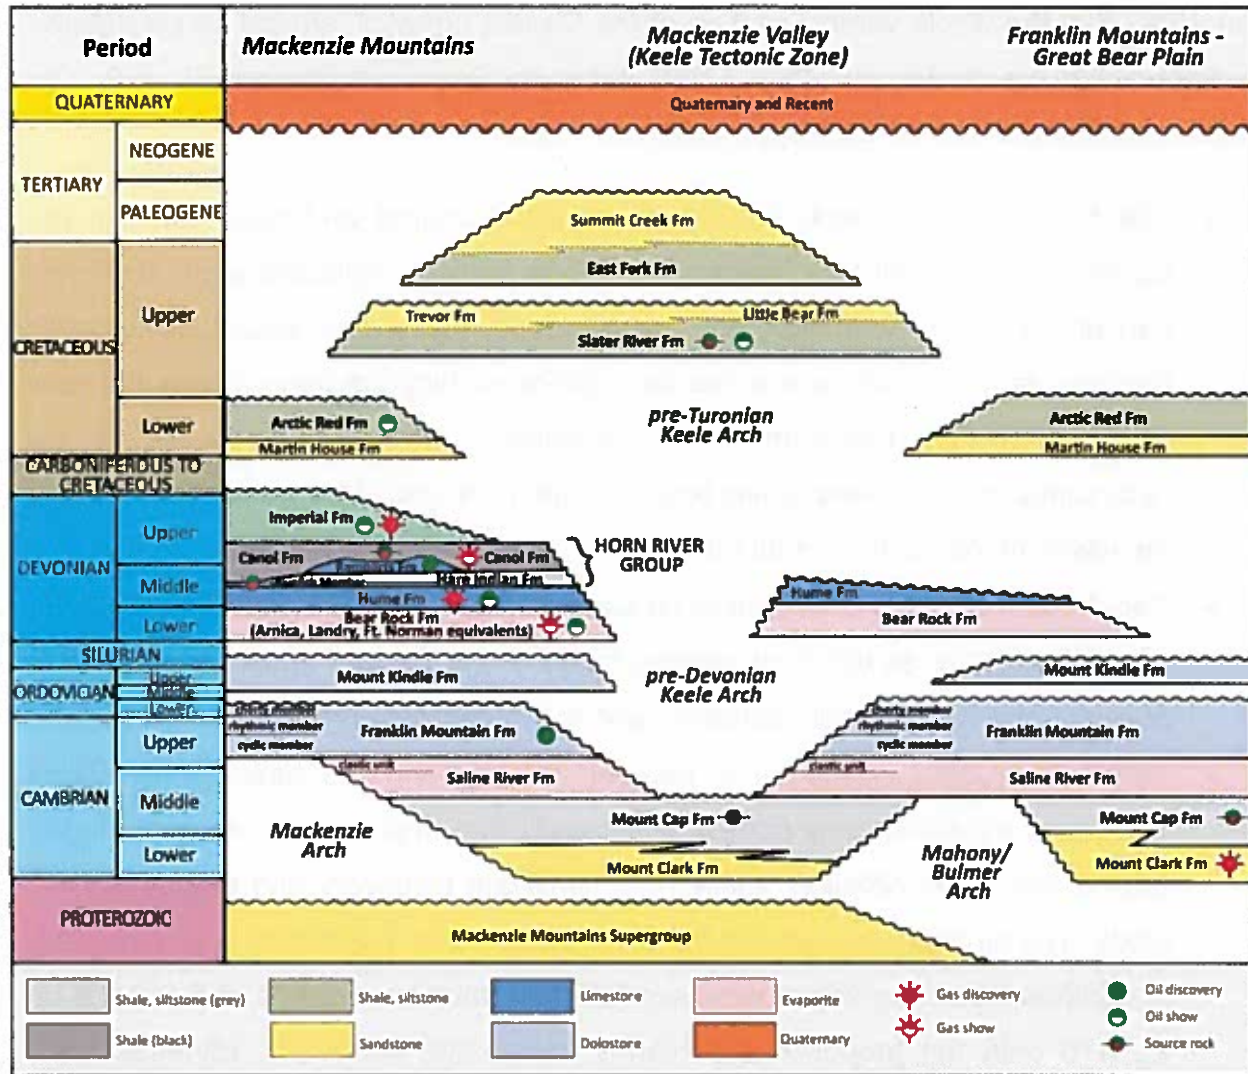 Period
Mackenzie Mountains
Mackenzie Valley
(Keele Tectonic Zone)
Franklin Mountains -
Great Bear Plain
QUATERNARY
Quaternary and Recent
TERTIARY
NEOGENE
PALEOGENE
Summit Creek Fm
East Fork Fm
CRETACEOUS
Upper
Trevor Fm
Little Bear Fm
Slater River Fm
Lower
Arctic Red Fm
Martin House Fm
pre-Turonian
Keele Arch
Arctic Red Fm
Martin House Fm
CARBONIFEROUS TO
CRETACEOUS
DEVONIAN
Upper
Imperial Fm
Canol Fm
Canol Fm
HORN RIVER
GROUP
Middle
Ramparts Fm
Member
Hare Indian Fm
Hume Fm
Hume Fm
Lower
Bear Rock Fm
(Arnica, Landry, Ft. Norman equivalents)
Bear Rock Fm
SILURIAN
ORDOVICIAN
Upper
Middle
Lower
Mount Kindle Fm
pre-Devonian
Keele Arch
Mount Kindle Fm
cherty member
rhythmic member
cyclic member
Franklin Mountain Fm
cherty member
rhythmic member
cyclic member
Franklin Mountain Fm
CAMBRIAN
Upper
clastic unit
Saline River Fm
clastic unit
Saline River Fm
Middle
Mount Cap Fm
Mount Cap Fm
Lower
Mackenzie
Arch
Mount Clark Fm
Mahony/
Bulmer
Arch
Mount Clark Fm
PROTEROZOIC
Mackenzie Mountains Supergroup
Shale, siltstone (grey)
Shale, siltstone
Limestore
Evaporite
Gas discovery
Oil discovery
Gas show
Oil show
Shale (black)
Sandstone
Dolostore
Quaternary
Source rock